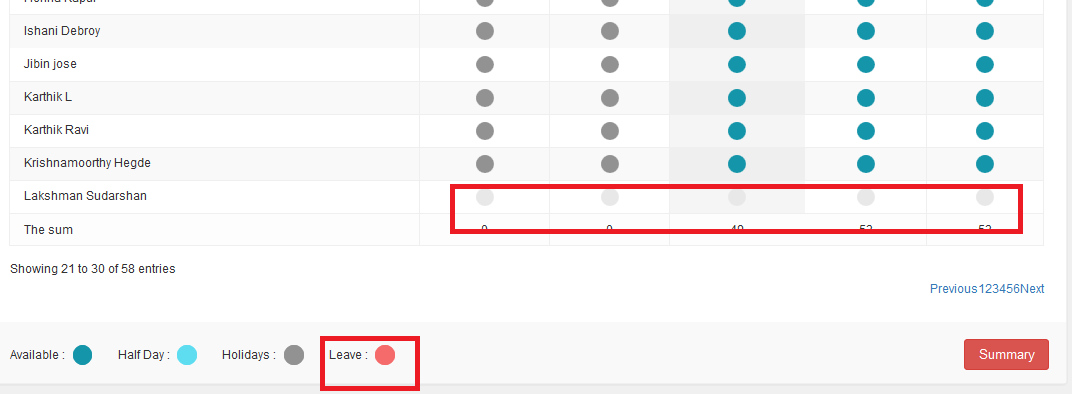 Ishani Debroy
Jibin jose
Karthik L
Karthik Ravi
Krishnamoorthy Hegde
Lakshman Sudarshan
The sum
Showing 21 to 30 of 58 entries
Previous123456Next
Available : Half Day : Holidays : Leave : Summary